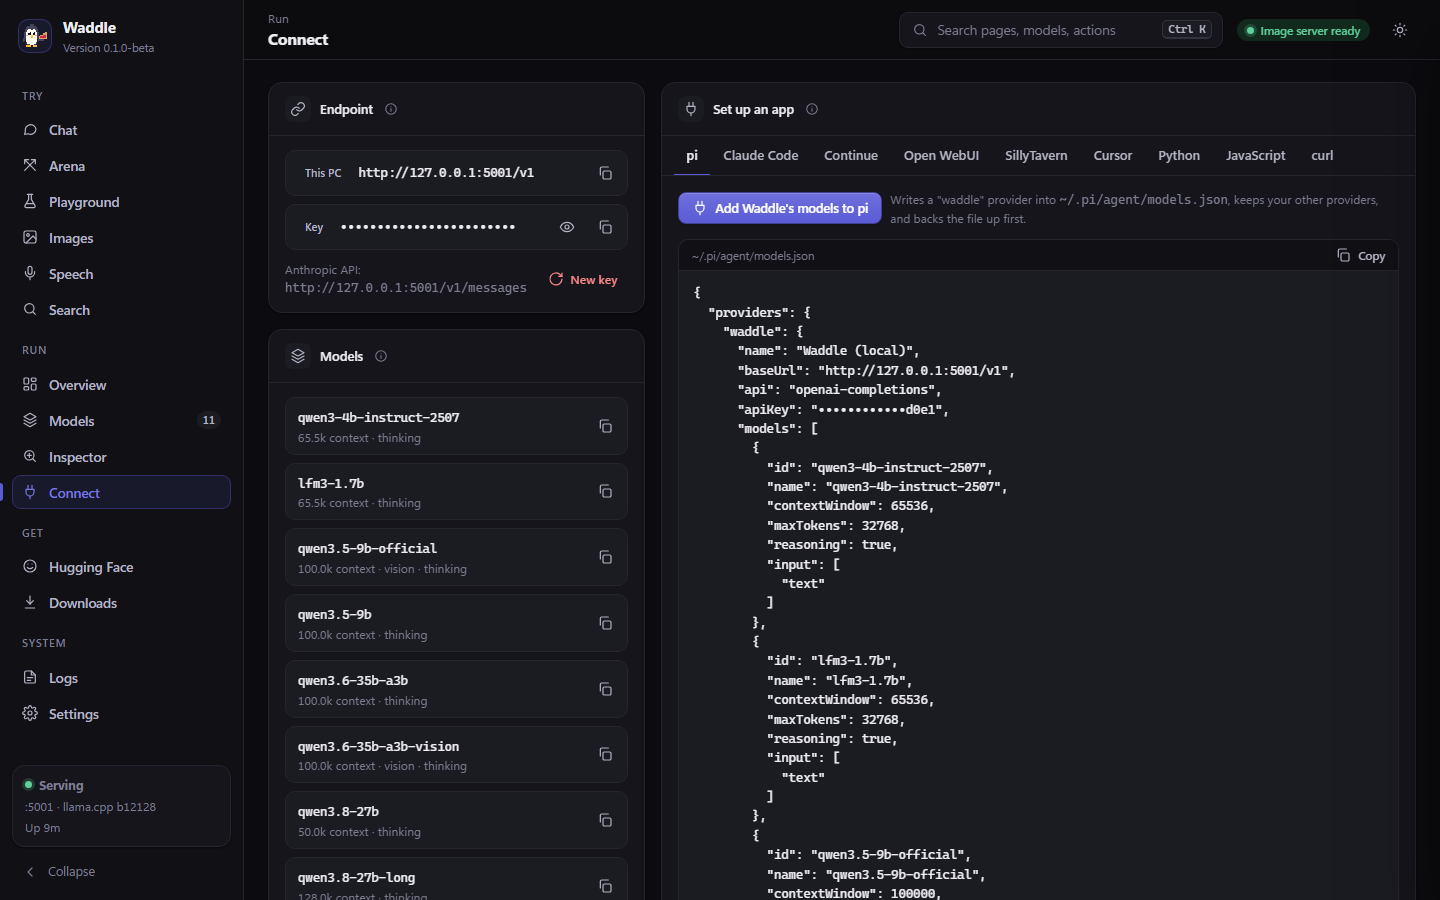 Waddle
Version 0.1.0-beta
TRY
Chat
Arena
Playground
Images
Speech
Search
RUN
Overview
Models 11
Inspector
Connect
GET
Hugging Face
Downloads
SYSTEM
Logs
Settings
Serving
:5001 · llama.cpp b12128
Up 9m
Collapse
Run
Connect
Search pages, models, actions Ctrl K
Image server ready
Endpoint
This PC http://127.0.0.1:5001/v1
Key ••••••••••••••••••••••••
Anthropic API:
http://127.0.0.1:5001/v1/messages
New key
Models
qwen3-4b-instruct-2507
65.5k context · thinking
lfm3-1.7b
65.5k context · thinking
qwen3.5-9b-official
100.0k context · vision · thinking
qwen3.5-9b
100.0k context · thinking
qwen3.6-35b-a3b
100.0k context · thinking
qwen3.6-35b-a3b-vision
100.0k context · vision · thinking
qwen3.8-27b
50.0k context · thinking
qwen3.8-27b-long
128.0k context · thinking
Set up an app
pi Claude Code Continue Open WebUI SillyTavern Cursor Python JavaScript curl
Add Waddle's models to pi
Writes a "waddle" provider into ~/.pi/agent/models.json, keeps your other providers,
and backs the file up first.
~/.pi/agent/models.json Copy
{
"providers": {
"waddle": {
"name": "Waddle (local)",
"baseUrl": "http://127.0.0.1:5001/v1",
"api": "openai-completions",
"apiKey": "••••••••••••d0e1",
"models": [
{
"id": "qwen3-4b-instruct-2507",
"name": "qwen3-4b-instruct-2507",
"contextWindow": 65536,
"maxTokens": 32768,
"reasoning": true,
"input": [
"text"
]
},
{
"id": "lfm3-1.7b",
"name": "lfm3-1.7b",
"contextWindow": 65536,
"maxTokens": 32768,
"reasoning": true,
"input": [
"text"
]
},
{
"id": "qwen3.5-9b-official",
"name": "qwen3.5-9b-official",
"contextWindow": 100000,